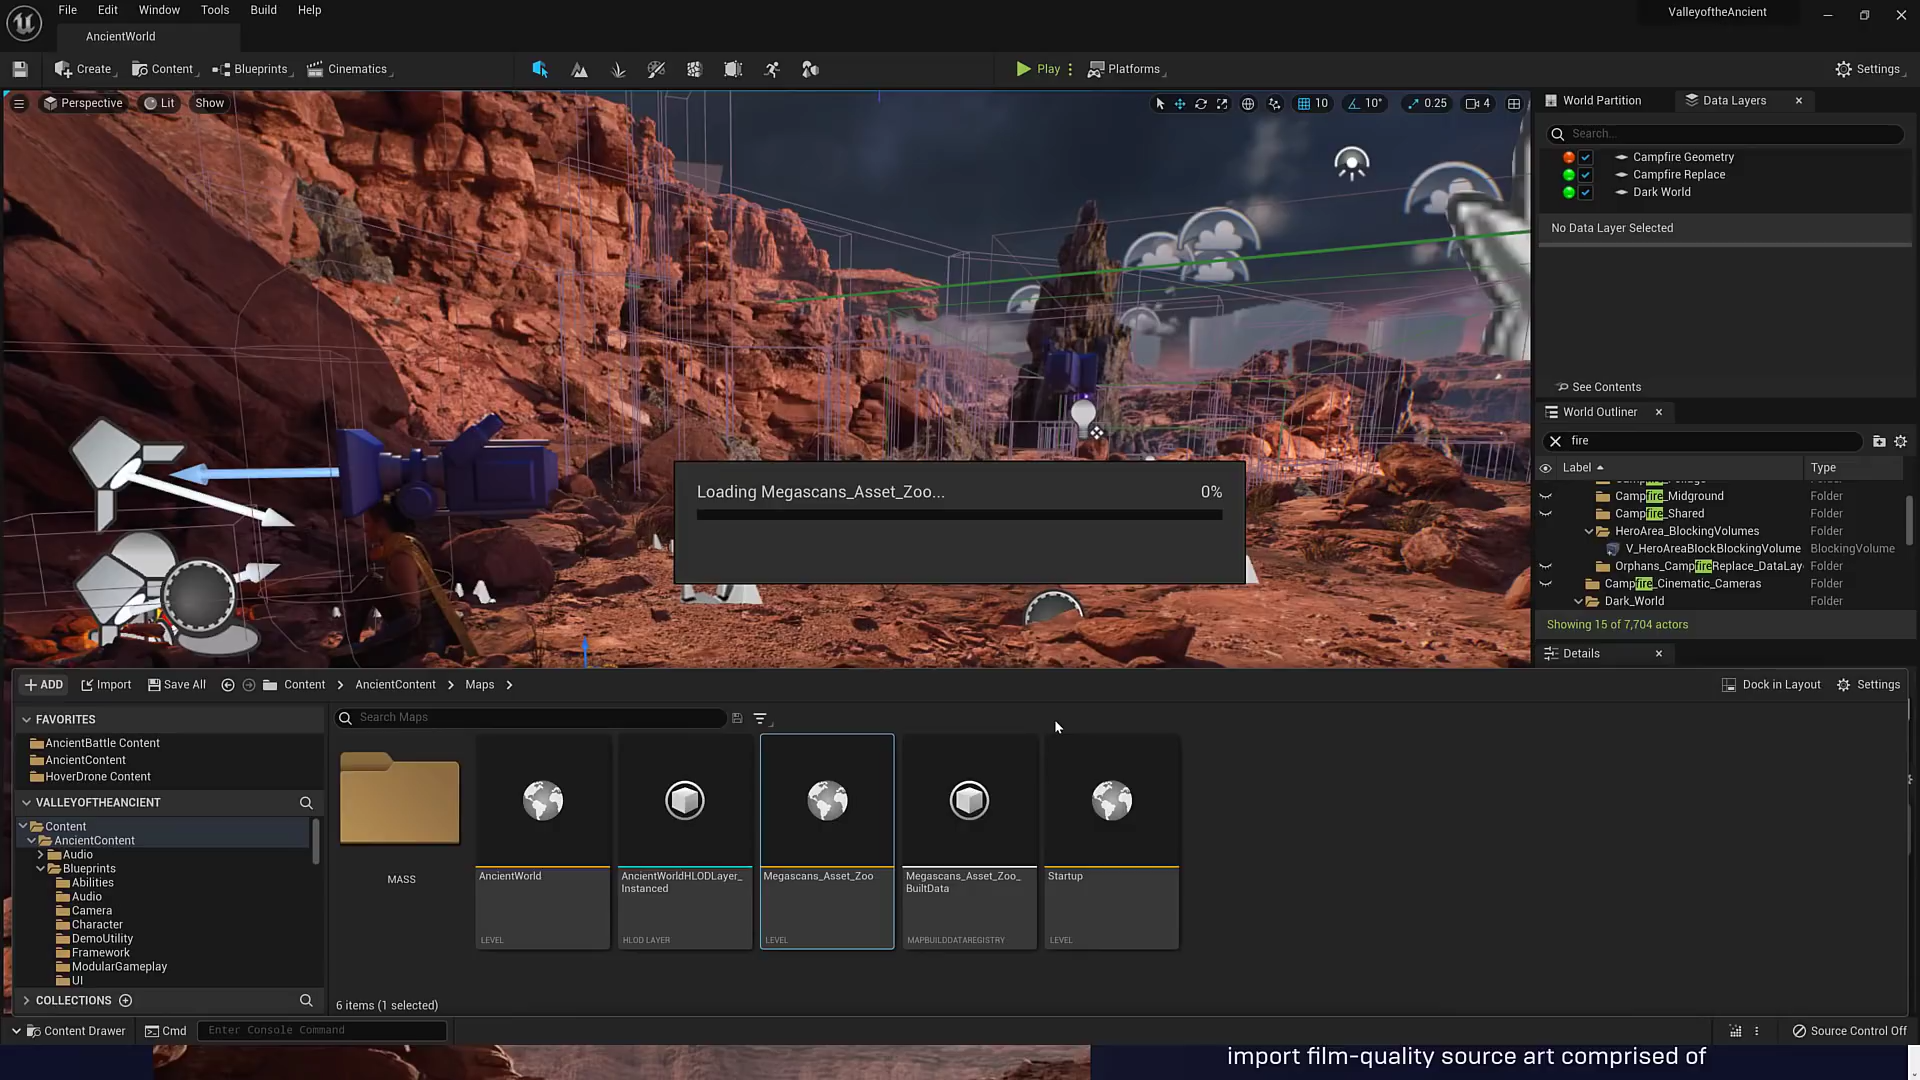 File Edit Window Tools Build Help
ValleyoftheAncient
AncientWorld
Create Content Blueprints Cinematics Play Platforms Settings
Perspective Lit Show 10 10° 0.25 4
World Partition Data Layers
Search...
Campfire Geometry
Campfire Replace
Dark World
No Data Layer Selected
See Contents
World Outliner
fire
Label Type
Campfire_Midground Folder
Campfire_Shared Folder
HeroArea_BlockingVolumes Folder
V_HeroAreaBlockBlockingVolume BlockingVolume
Orphans_CampfireReplace_DataLay Folder
Campfire_Cinematic_Cameras Folder
Dark_World Folder
Showing 15 of 7,704 actors
Details
Loading Megascans_Asset_Zoo... 0%
ADD Import Save All Content AncientContent Maps Dock in Layout Settings
FAVORITES
AncientBattle Content
AncientContent
HoverDrone Content
VALLEYOFTHEANCIENT
Content
AncientContent
Audio
Blueprints
Abilities
Audio
Camera
Character
DemoUtility
Framework
ModularGameplay
UI
COLLECTIONS
Search Maps
MASS
AncientWorld
LEVEL
AncientWorldHLODLayer_
Instanced
HLOD LAYER
Megascans_Asset_Zoo
LEVEL
Megascans_Asset_Zoo_
BuiltData
MAPBUILDDATAREGISTRY
Startup
LEVEL
6 items (1 selected)
Content Drawer Cmd Enter Console Command Source Control Off
import film-quality source art comprised of